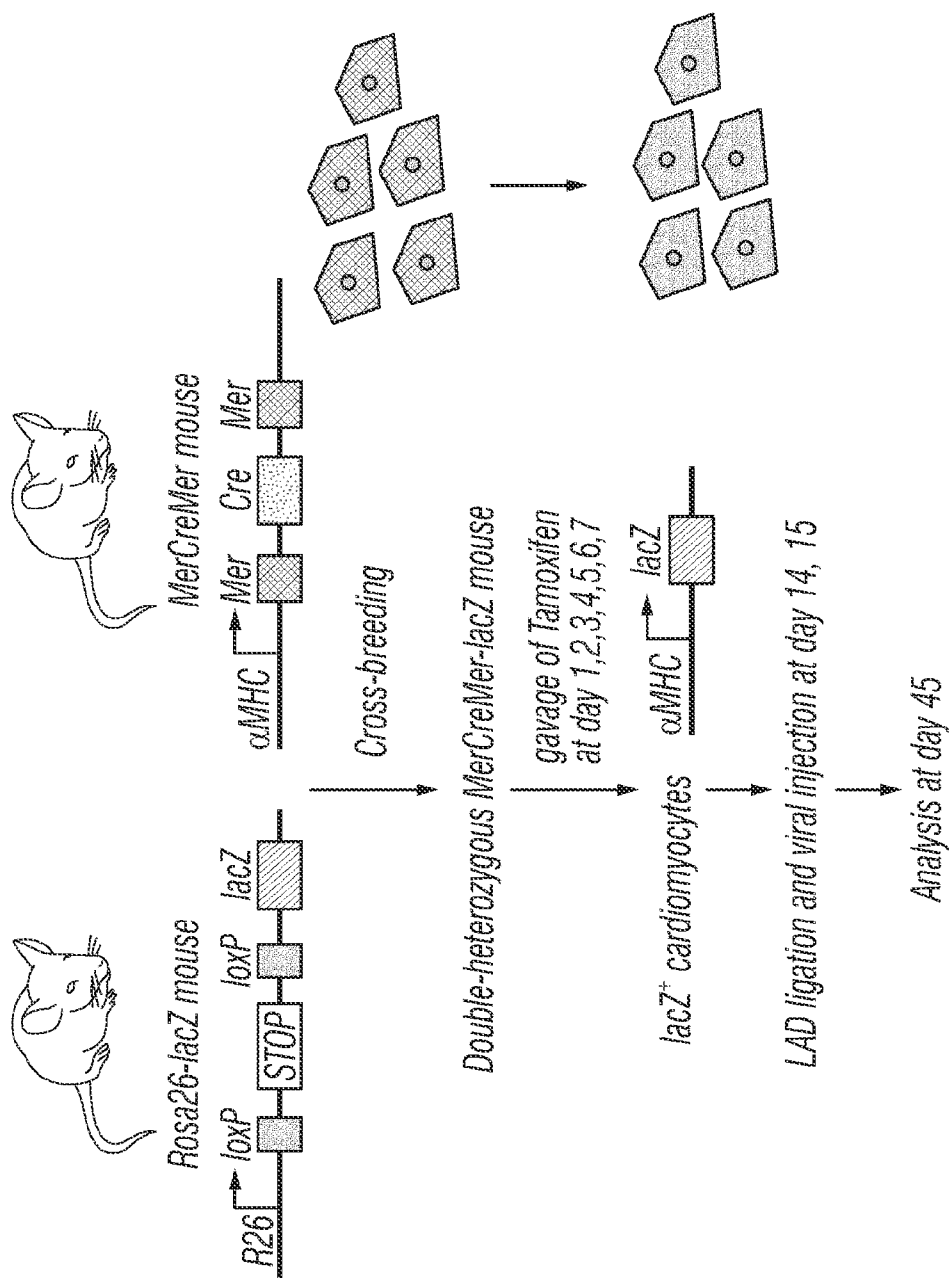 Rosa26-lacZ mouse
R26
loxP
STOP
loxP
lacZ
MerCreMer mouse
αMHC
Mer
Cre
Mer
Cross-breeding
Double-heterozygous MerCreMer-lacZ mouse
gavage of Tamoxifen
at day 1,2,3,4,5,6,7
lacZ⁺ cardiomyocytes
αMHC
lacZ
LAD ligation and viral injection at day 14, 15
Analysis at day 45